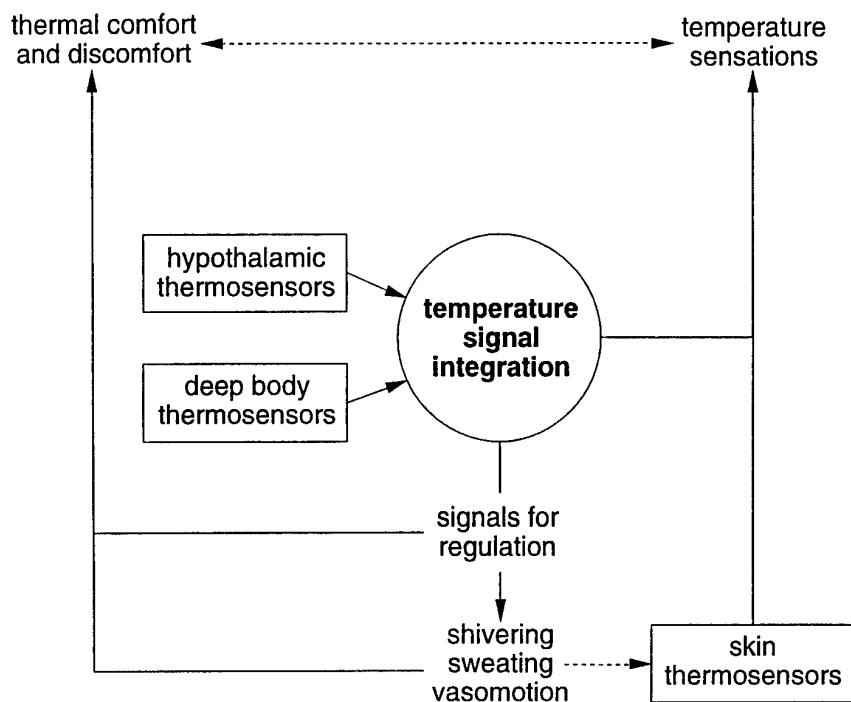 thermal comfort
and discomfort
temperature
sensations
hypothalamic
thermosensors
temperature
signal
integration
deep body
thermosensors
signals for
regulation
shivering
sweating
vasomotion
skin
thermosensors